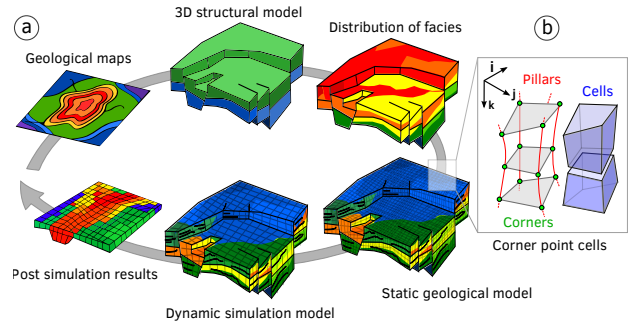 a
3D structural model
Distribution of facies
b
Geological maps
i
j
k
Pillars
Cells
Corners
Corner point cells
Post simulation results
Dynamic simulation model
Static geological model